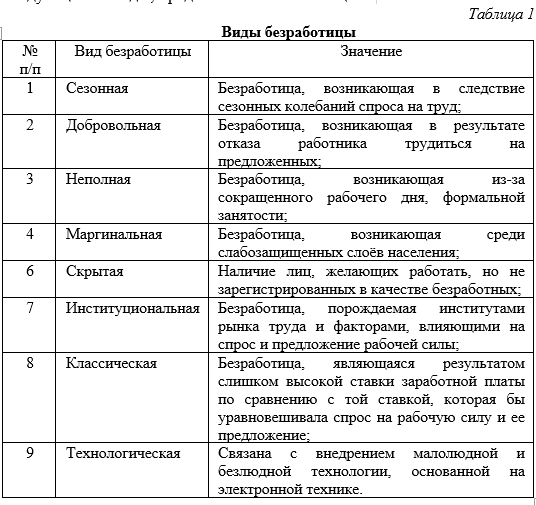 Таблица 1
Виды безработицы
№ п/п Вид безработицы Значение
1 Сезонная Безработица, возникающая в следствие
сезонных колебаний спроса на труд;
2 Добровольная Безработица, возникающая в результате
отказа работника трудиться на
предложенных;
3 Неполная Безработица, возникающая из-за
сокращенного рабочего дня, формальной
занятости;
4 Маргинальная Безработица, возникающая среди
слабозащищенных слоёв населения;
6 Скрытая Наличие лиц, желающих работать, но не
зарегистрированных в качестве безработных;
7 Институциональная Безработица, порождаемая институтами
рынка труда и факторами, влияющими на
спрос и предложение рабочей силы;
8 Классическая Безработица, являющаяся результатом
слишком высокой ставки заработной платы
по сравнению с той ставкой, которая бы
уравновешивала спрос на рабочую силу и ее
предложение;
9 Технологическая Связана с внедрением малолюдной и
безлюдной технологии, основанной на
электронной технике.